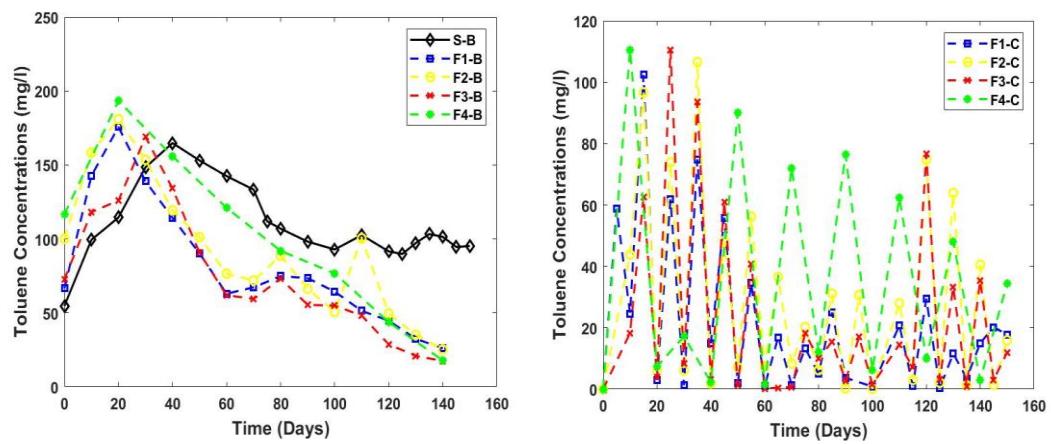 Toluene Concentrations (mg/l)
250
200
150
100
50
0
S-B
F1-B
F2-B
F3-B
F4-B
0 20 40 60 80 100 120 140 160
Time (Days)
Toluene Concentrations (mg/l)
120
100
80
60
40
20
0
F1-C
F2-C
F3-C
F4-C
0 20 40 60 80 100 120 140 160
Time (Days)